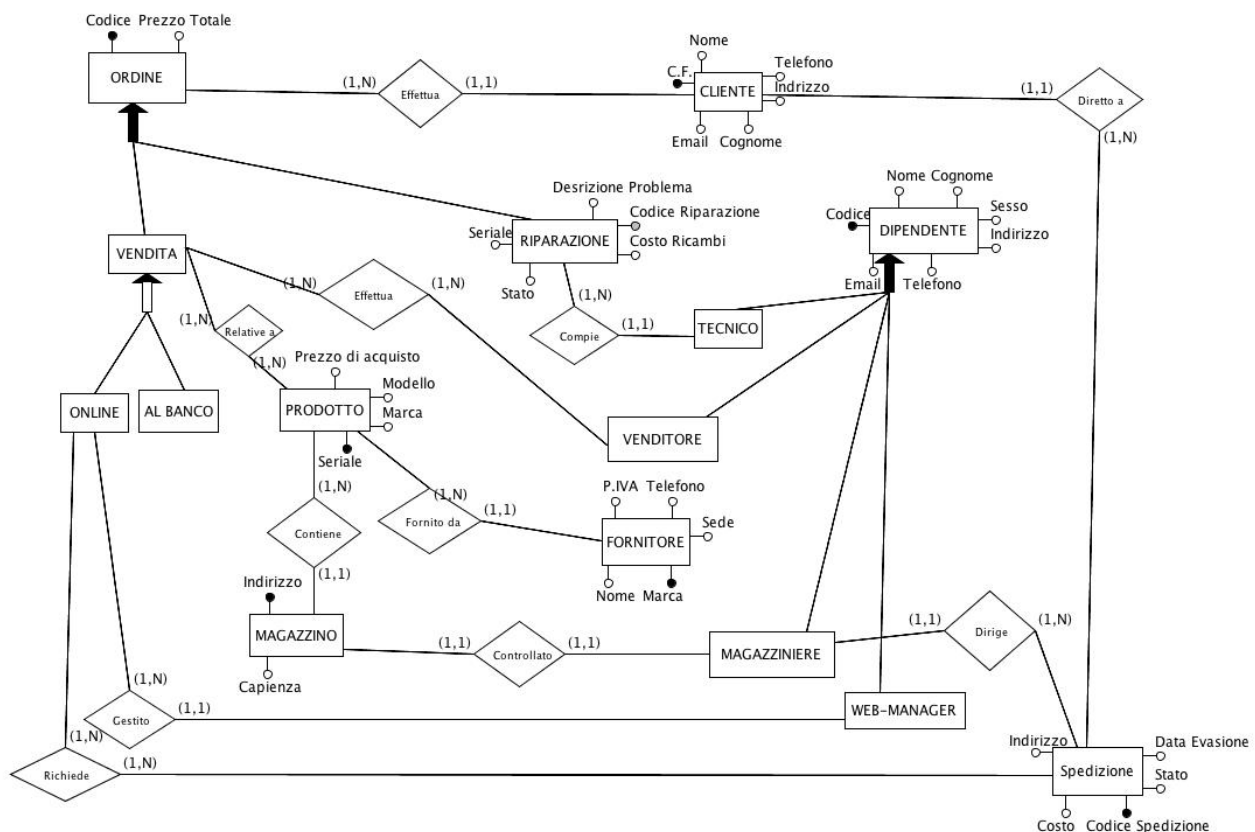 Codice Prezzo Totale
ORDINE
(1,N)
Effettua
(1,1)
Nome
C.F.
Telefono
CLIENTE
Indrizzo
Email Cognome
(1,1)
Diretto a
(1,N)
Desrizione Problema
Codice Riparazione
Seriale
RIPARAZIONE
Costo Ricambi
Stato
(1,N)
Compie
(1,1)
TECNICO
Nome Cognome
Codice
Sesso
DIPENDENTE
Indirizzo
Email
Telefono
VENDITA
(1,N)
Effettua
(1,N)
(1,N)
Relative a
(1,N)
ONLINE
AL BANCO
Prezzo di acquisto
Modello
PRODOTTO
Marca
Seriale
VENDITORE
(1,N)
Contiene
(1,1)
(1,N)
Fornito da
(1,1)
P.IVA Telefono
Sede
FORNITORE
Nome Marca
Indirizzo
MAGAZZINO
Capienza
(1,1)
Controllato
(1,1)
MAGAZZINIERE
(1,1)
Dirige
(1,N)
(1,N)
Gestito
(1,1)
WEB-MANAGER
(1,N)
Richiede
(1,N)
Indirizzo
Data Evasione
Spedizione
Stato
Costo
Codice Spedizione